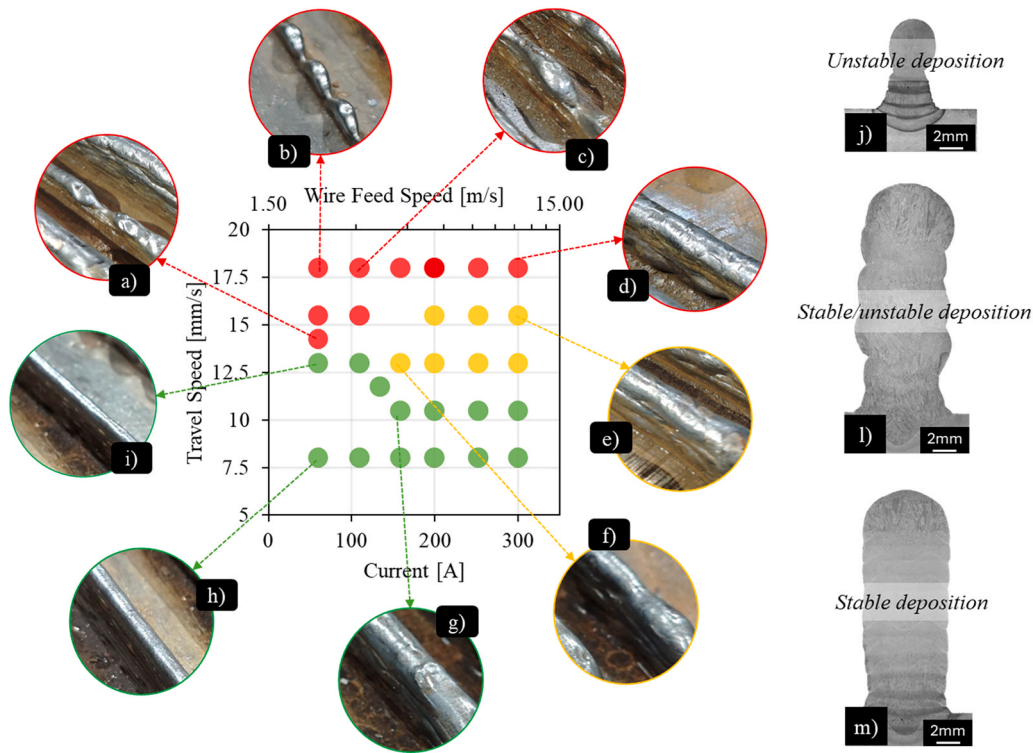 b)
c)
a)
d)
Wire Feed Speed [m/s]
1.50
15.00
Travel Speed [mm/s]
20
17.5
15
12.5
10
7.5
5
0
100
200
300
Current [A]
i)
e)
h)
g)
f)
Unstable deposition
j)
2mm
Stable/unstable deposition
l)
2mm
Stable deposition
m)
2mm